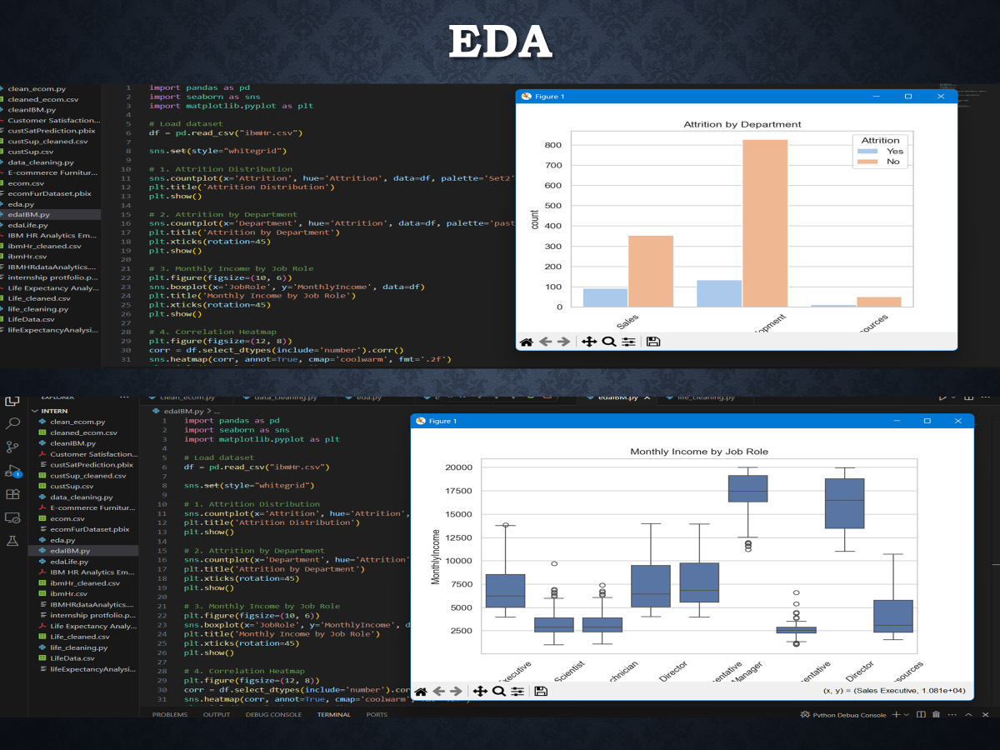 EDA
clean_ecom.py
cleaned_ecom.csv
cleanIBM.py
Customer Satisfaction...
custSatPrediction.pbix
custSup_cleaned.csv
custSup.csv
data_cleaning.py
E-commerce Furnitur...
ecom.csv
ecomFurDataset.pbix
eda.py
edaIBM.py
edaLife.py
IBM HR Analytics Em...
ibmHr_cleaned.csv
ibmHr.csv
IBMHRdataAnalytics....
internship protfolio.p...
Life Expectancy Analy...
Life_cleaned.csv
life_cleaning.py
LifeData.csv
lifeExpectancyAnalysi...
1 import pandas as pd
2 import seaborn as sns
3 import matplotlib.pyplot as plt
4
5 # Load dataset
6 df = pd.read_csv("ibmHr.csv")
7
8 sns.set(style="whitegrid")
9
10 # 1. Attrition Distribution
11 sns.countplot(x='Attrition', hue='Attrition', data=df, palette='Set2'
12 plt.title('Attrition Distribution')
13 plt.show()
14
15 # 2. Attrition by Department
16 sns.countplot(x='Department', hue='Attrition', data=df, palette='past
17 plt.title('Attrition by Department')
18 plt.xticks(rotation=45)
19 plt.show()
20
21 # 3. Monthly Income by Job Role
22 plt.figure(figsize=(10, 6))
23 sns.boxplot(x='JobRole', y='MonthlyIncome', data=df)
24 plt.title('Monthly Income by Job Role')
25 plt.xticks(rotation=45)
26 plt.show()
27
28 # 4. Correlation Heatmap
29 plt.figure(figsize=(12, 8))
30 corr = df.select_dtypes(include='number').corr()
31 sns.heatmap(corr, annot=True, cmap='coolwarm', fmt='.2f')
Figure 1
Attrition by Department
Attrition
Yes
No
800
700
600
500
400
300
200
100
0
count
Sales
lopment
ources
EXPLORER
INTERN
clean_ecom.py
cleaned_ecom.csv
cleanIBM.py
Customer Satisfaction...
custSatPrediction.pbix
custSup_cleaned.csv
custSup.csv
data_cleaning.py
E-commerce Furnitur...
ecom.csv
ecomFurDataset.pbix
eda.py
edaIBM.py
edaLife.py
IBM HR Analytics Em...
ibmHr_cleaned.csv
ibmHr.csv
IBMHRdataAnalytics....
internship protfolio.p...
Life Expectancy Analy...
Life_cleaned.csv
life_cleaning.py
LifeData.csv
lifeExpectancyAnalysi...
1
clean_ecom.py data_cleaning.py eda.py edaIBM.py life_cleaning.py
edaIBM.py > ...
1 import pandas as pd
2 import seaborn as sns
3 import matplotlib.pyplot as plt
4
5 # Load dataset
6 df = pd.read_csv("ibmHr.csv")
7
8 sns.set(style="whitegrid")
9
10 # 1. Attrition Distribution
11 sns.countplot(x='Attrition', hue='Attrition',
12 plt.title('Attrition Distribution')
13 plt.show()
14
15 # 2. Attrition by Department
16 sns.countplot(x='Department', hue='Attrition'
17 plt.title('Attrition by Department')
18 plt.xticks(rotation=45)
19 plt.show()
20
21 # 3. Monthly Income by Job Role
22 plt.figure(figsize=(10, 6))
23 sns.boxplot(x='JobRole', y='MonthlyIncome', d
24 plt.title('Monthly Income by Job Role')
25 plt.xticks(rotation=45)
26 plt.show()
27
28 # 4. Correlation Heatmap
29 plt.figure(figsize=(12, 8))
30 corr = df.select_dtypes(include='number').cor
31 sns.heatmap(corr, annot=True, cmap='coolwarm'
Figure 1
Monthly Income by Job Role
20000
17500
15000
12500
10000
7500
5000
2500
MonthlyIncome
Executive
Scientist
chnician
Director
entative
Manager
entative
Director
ources
(x, y) = (Sales Executive, 1.081e+04)
PROBLEMS OUTPUT DEBUG CONSOLE TERMINAL PORTS
Python Debug Console